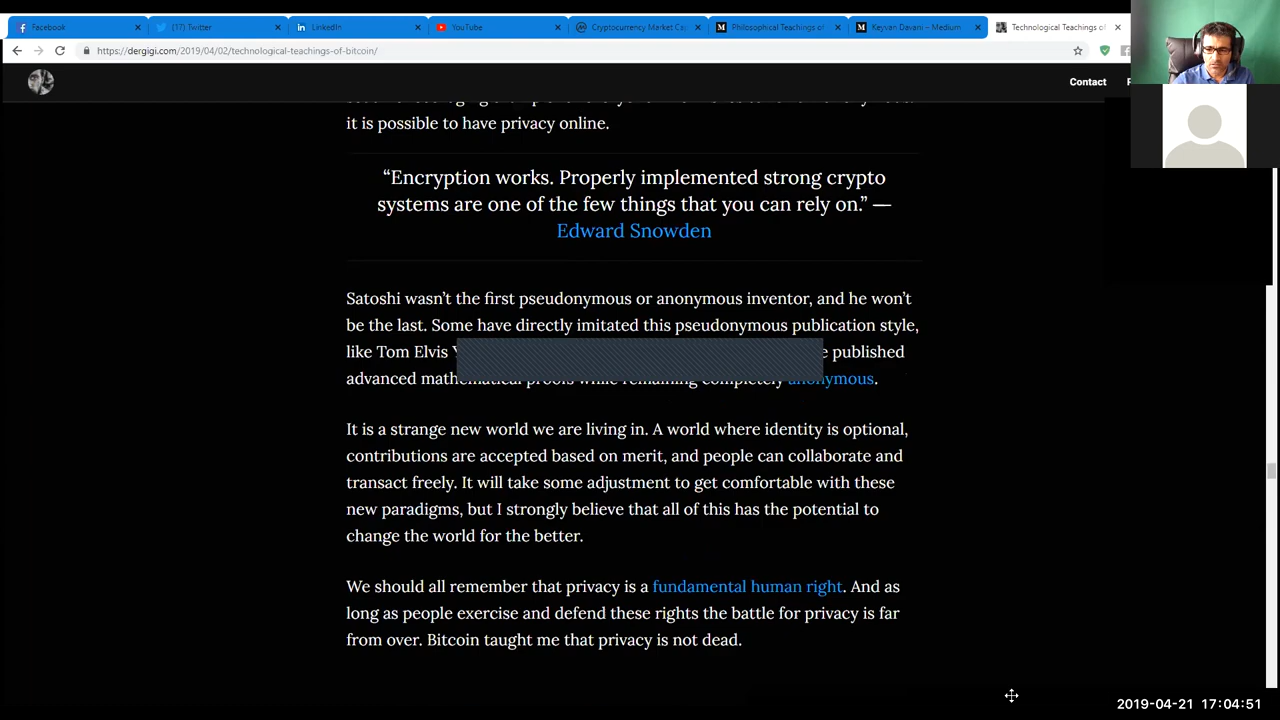 Facebook
(17) Twitter
LinkedIn
YouTube
Cryptocurrency Market Ca
Philosophical Teachings of
Keyvan Davani – Medium
Technological Teachings of
https://dergigi.com/2019/04/02/technological-teachings-of-bitcoin/
Contact
it is possible to have privacy online.
“Encryption works. Properly implemented strong crypto
systems are one of the few things that you can rely on.” —
Edward Snowden
Satoshi wasn’t the first pseudonymous or anonymous inventor, and he won’t
be the last. Some have directly imitated this pseudonymous publication style,
like Tom Elvis published
advanced mathematical proofs while remaining completely anonymous.
It is a strange new world we are living in. A world where identity is optional,
contributions are accepted based on merit, and people can collaborate and
transact freely. It will take some adjustment to get comfortable with these
new paradigms, but I strongly believe that all of this has the potential to
change the world for the better.
We should all remember that privacy is a fundamental human right. And as
long as people exercise and defend these rights the battle for privacy is far
from over. Bitcoin taught me that privacy is not dead.
2019-04-21 17:04:51